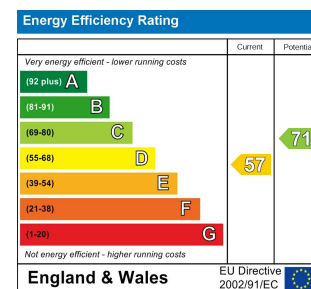 Energy Efficiency Rating
Current Potentia
Very energy efficient - lower running costs
(92 plus) A
(81-91) B
(69-80) C
(55-68) D
(39-54) E
(21-38) F
(1-20) G
57
71
Not energy efficient - higher running costs
England & Wales
EU Directive
2002/91/EC